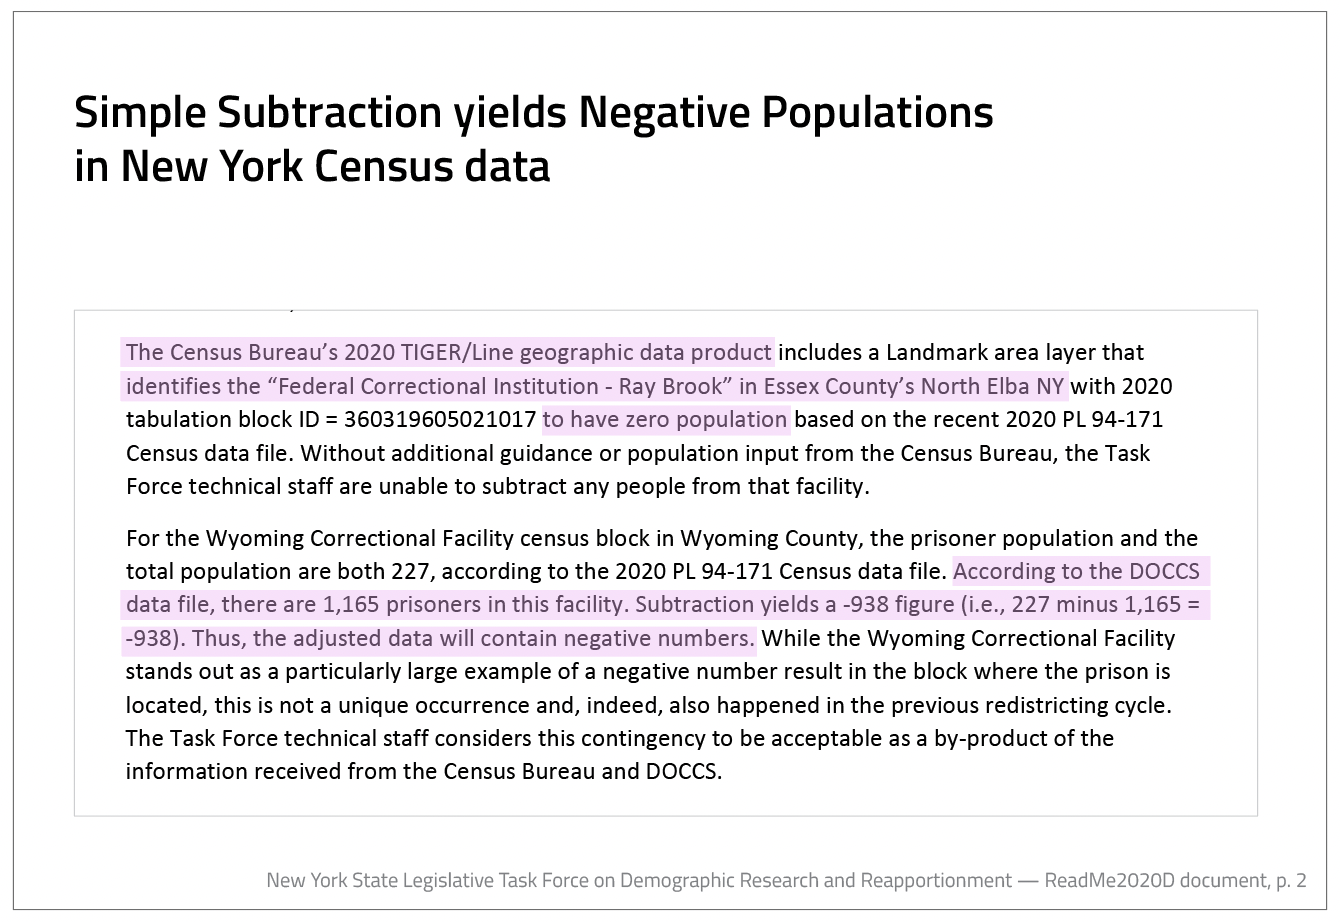 Simple Subtraction yields Negative Populations
in New York Census data
The Census Bureau’s 2020 TIGER/Line geographic data product includes a Landmark area layer that
identifies the “Federal Correctional Institution - Ray Brook” in Essex County’s North Elba NY with 2020
tabulation block ID = 360319605021017 to have zero population based on the recent 2020 PL 94-171
Census data file. Without additional guidance or population input from the Census Bureau, the Task
Force technical staff are unable to subtract any people from that facility.
For the Wyoming Correctional Facility census block in Wyoming County, the prisoner population and the
total population are both 227, according to the 2020 PL 94-171 Census data file. According to the DOCCS
data file, there are 1,165 prisoners in this facility. Subtraction yields a -938 figure (i.e., 227 minus 1,165 =
-938). Thus, the adjusted data will contain negative numbers. While the Wyoming Correctional Facility
stands out as a particularly large example of a negative number result in the block where the prison is
located, this is not a unique occurrence and, indeed, also happened in the previous redistricting cycle.
The Task Force technical staff considers this contingency to be acceptable as a by-product of the
information received from the Census Bureau and DOCCS.
New York State Legislative Task Force on Demographic Research and Reapportionment — ReadMe2020D document, p. 2